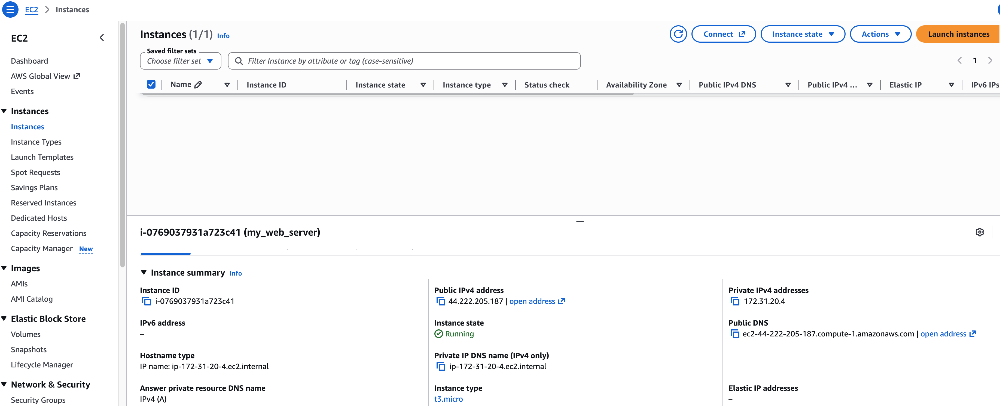 EC2 > Instances
EC2
Dashboard
AWS Global View
Events
Instances
Instances
Instance Types
Launch Templates
Spot Requests
Savings Plans
Reserved Instances
Dedicated Hosts
Capacity Reservations
Capacity Manager New
Images
AMIs
AMI Catalog
Elastic Block Store
Volumes
Snapshots
Lifecycle Manager
Network & Security
Security Groups
Instances (1/1) Info
Connect
Instance state
Actions
Launch instances
Saved filter sets
Choose filter set
Filter Instance by attribute or tag (case-sensitive)
1
Name Instance ID Instance state Instance type Status check Availability Zone Public IPv4 DNS Public IPv4 ... Elastic IP IPv6 IPs
i-0769037931a723c41 (my_web_server)
Instance summary Info
Instance ID
i-0769037931a723c41
Public IPv4 address
44.222.205.187 | open address
Private IPv4 addresses
172.31.20.4
IPv6 address
–
Instance state
Running
Public DNS
ec2-44-222-205-187.compute-1.amazonaws.com | open address
Hostname type
IP name: ip-172-31-20-4.ec2.internal
Private IP DNS name (IPv4 only)
ip-172-31-20-4.ec2.internal
Answer private resource DNS name
IPv4 (A)
Instance type
t3.micro
Elastic IP addresses
–